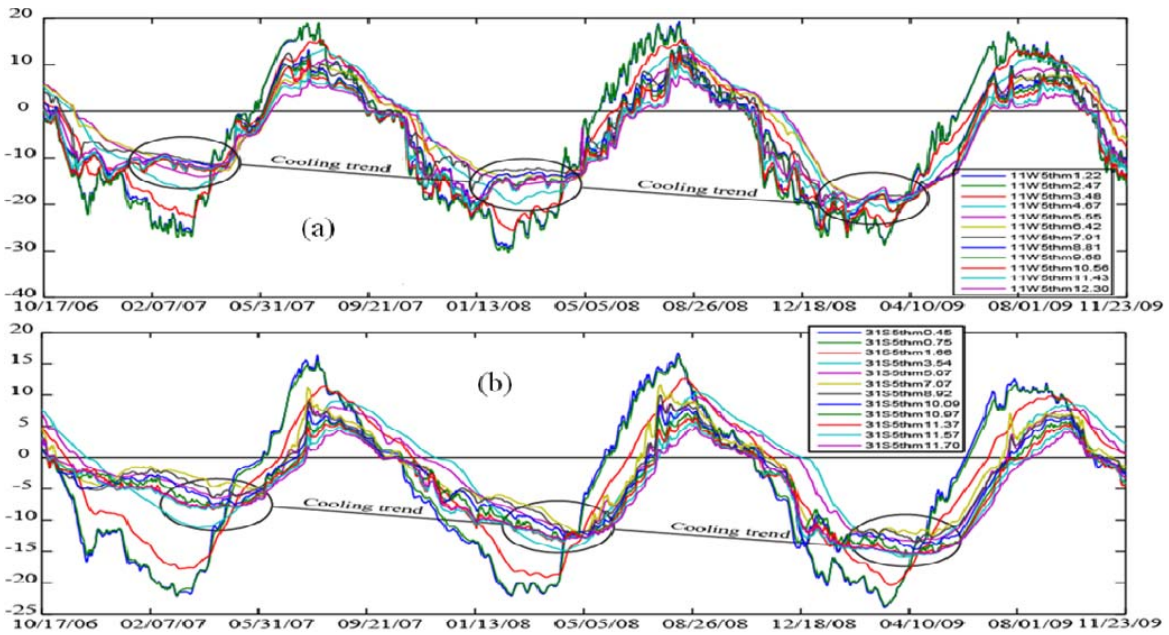 20
10
0
-10
-20
-30
-40
Cooling trend
Cooling trend
(a)
11W5thm1.22
11W5thm2.47
11W5thm3.48
11W5thm4.67
11W5thm5.55
11W5thm6.42
11W5thm7.91
11W5thm8.81
11W5thm9.68
11W5thm10.56
11W5thm11.43
11W5thm12.30
10/17/06 02/07/07 05/31/07 09/21/07 01/13/08 05/05/08 08/26/08 12/18/08 04/10/09 08/01/09 11/23/09
20
15
10
5
0
-5
-10
-15
-20
-25
(b)
Cooling trend
Cooling trend
31S5thm0.45
31S5thm0.75
31S5thm1.66
31S5thm3.54
31S5thm5.07
31S5thm7.07
31S5thm8.92
31S5thm10.09
31S5thm10.97
31S5thm11.37
31S5thm11.57
31S5thm11.70
10/17/06 02/07/07 05/31/07 09/21/07 01/13/08 05/05/08 08/26/08 12/18/08 04/10/09 08/01/09 11/23/09